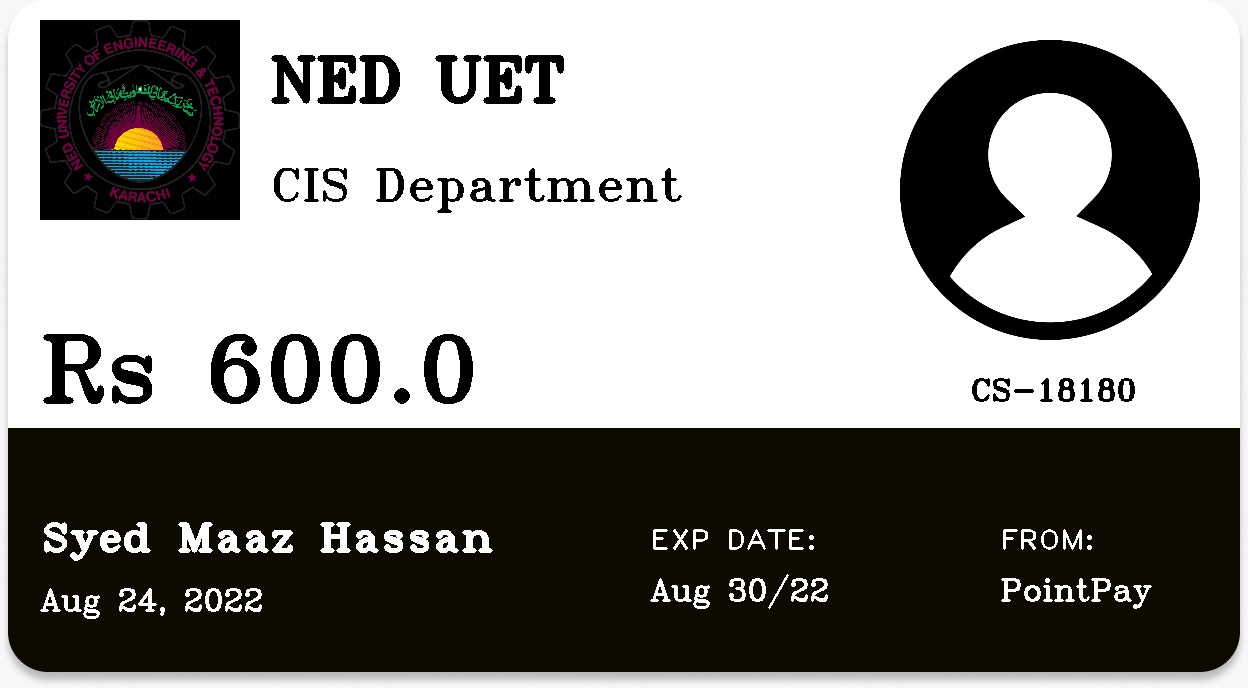 NED UNIVERSITY OF ENGINEERING & TECHNOLOGY
KARACHI
NED UET
CIS Department
Rs 600.0
CS-18180
Syed Maaz Hassan
Aug 24, 2022
EXP DATE:
Aug 30/22
FROM:
PointPay